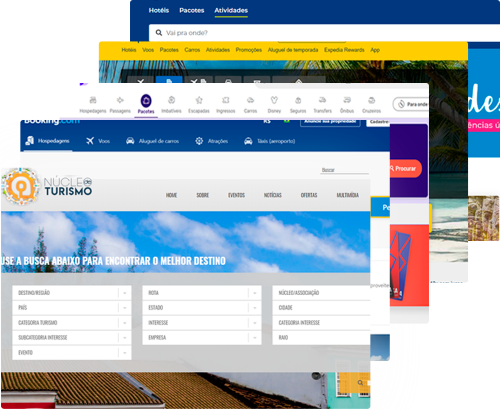 Hotéis Pacotes Atividades
Vai pra onde?
Hotéis Voos Pacotes Carros Atividades Promoções Aluguel de temporada Expedia Rewards App
Hospedagens Passagens Pacotes Imbatíveis Escapadas Ingressos Carros Disney Seguros Transfers Ônibus Cruzeiros
Para onde
Booking.com R$ Anuncie sua propriedade Cadastre
Hospedagens Voos Aluguel de carros Atrações Táxis (aeroporto)
Procurar
Buscar
NÚCLEO
TURISMO
HOME SOBRE EVENTOS NOTÍCIAS OFERTAS MULTIMÍDIA
Pe
USE A BUSCA ABAIXO PARA ENCONTRAR O MELHOR DESTINO
DESTINO/REGIÃO ROTA NÚCLEO/ASSOCIAÇÃO
PAÍS ESTADO CIDADE
CATEGORIA TURISMO INTERESSE CATEGORIA INTERESSE
SUBCATEGORIA INTERESSE EMPRESA RAIO
EVENTO